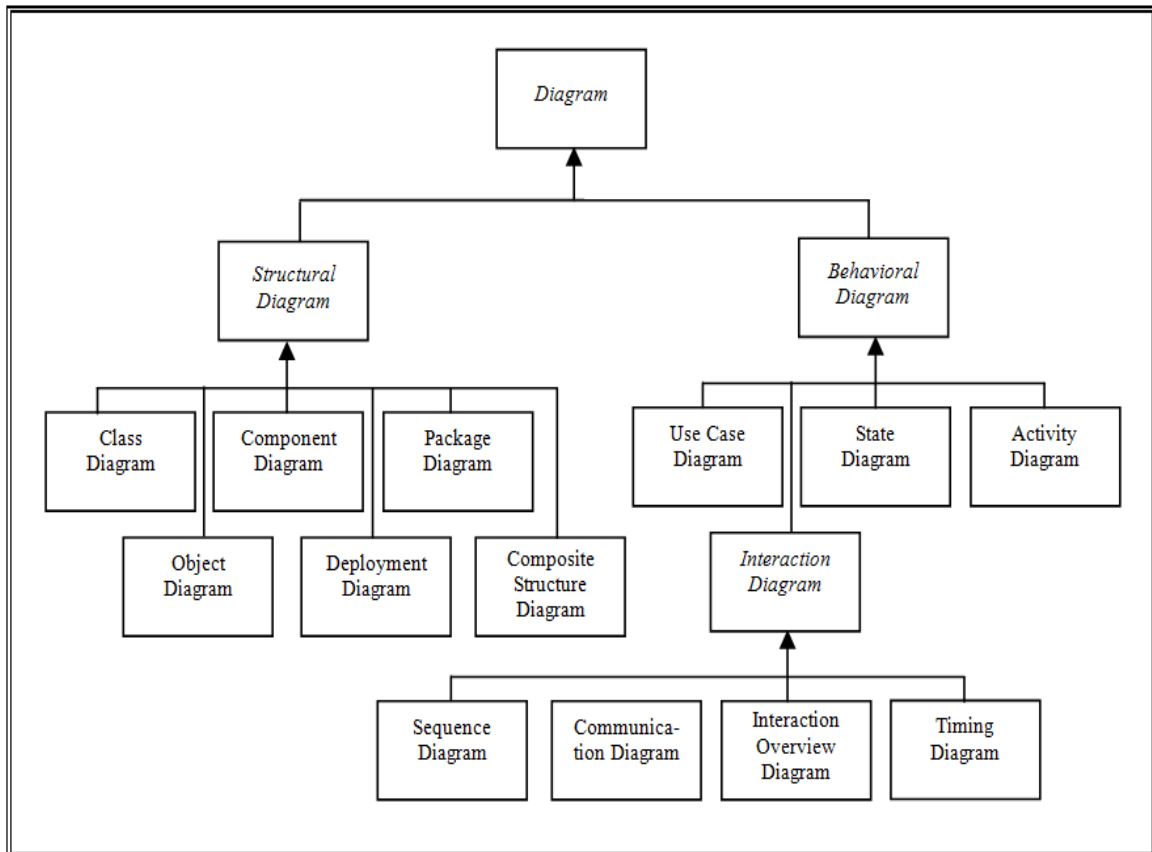 Diagram
Structural
Diagram
Behavioral
Diagram
Class
Diagram
Component
Diagram
Package
Diagram
Use Case
Diagram
State
Diagram
Activity
Diagram
Object
Diagram
Deployment
Diagram
Composite
Structure
Diagram
Interaction
Diagram
Sequence
Diagram
Communica-
tion Diagram
Interaction
Overview
Diagram
Timing
Diagram